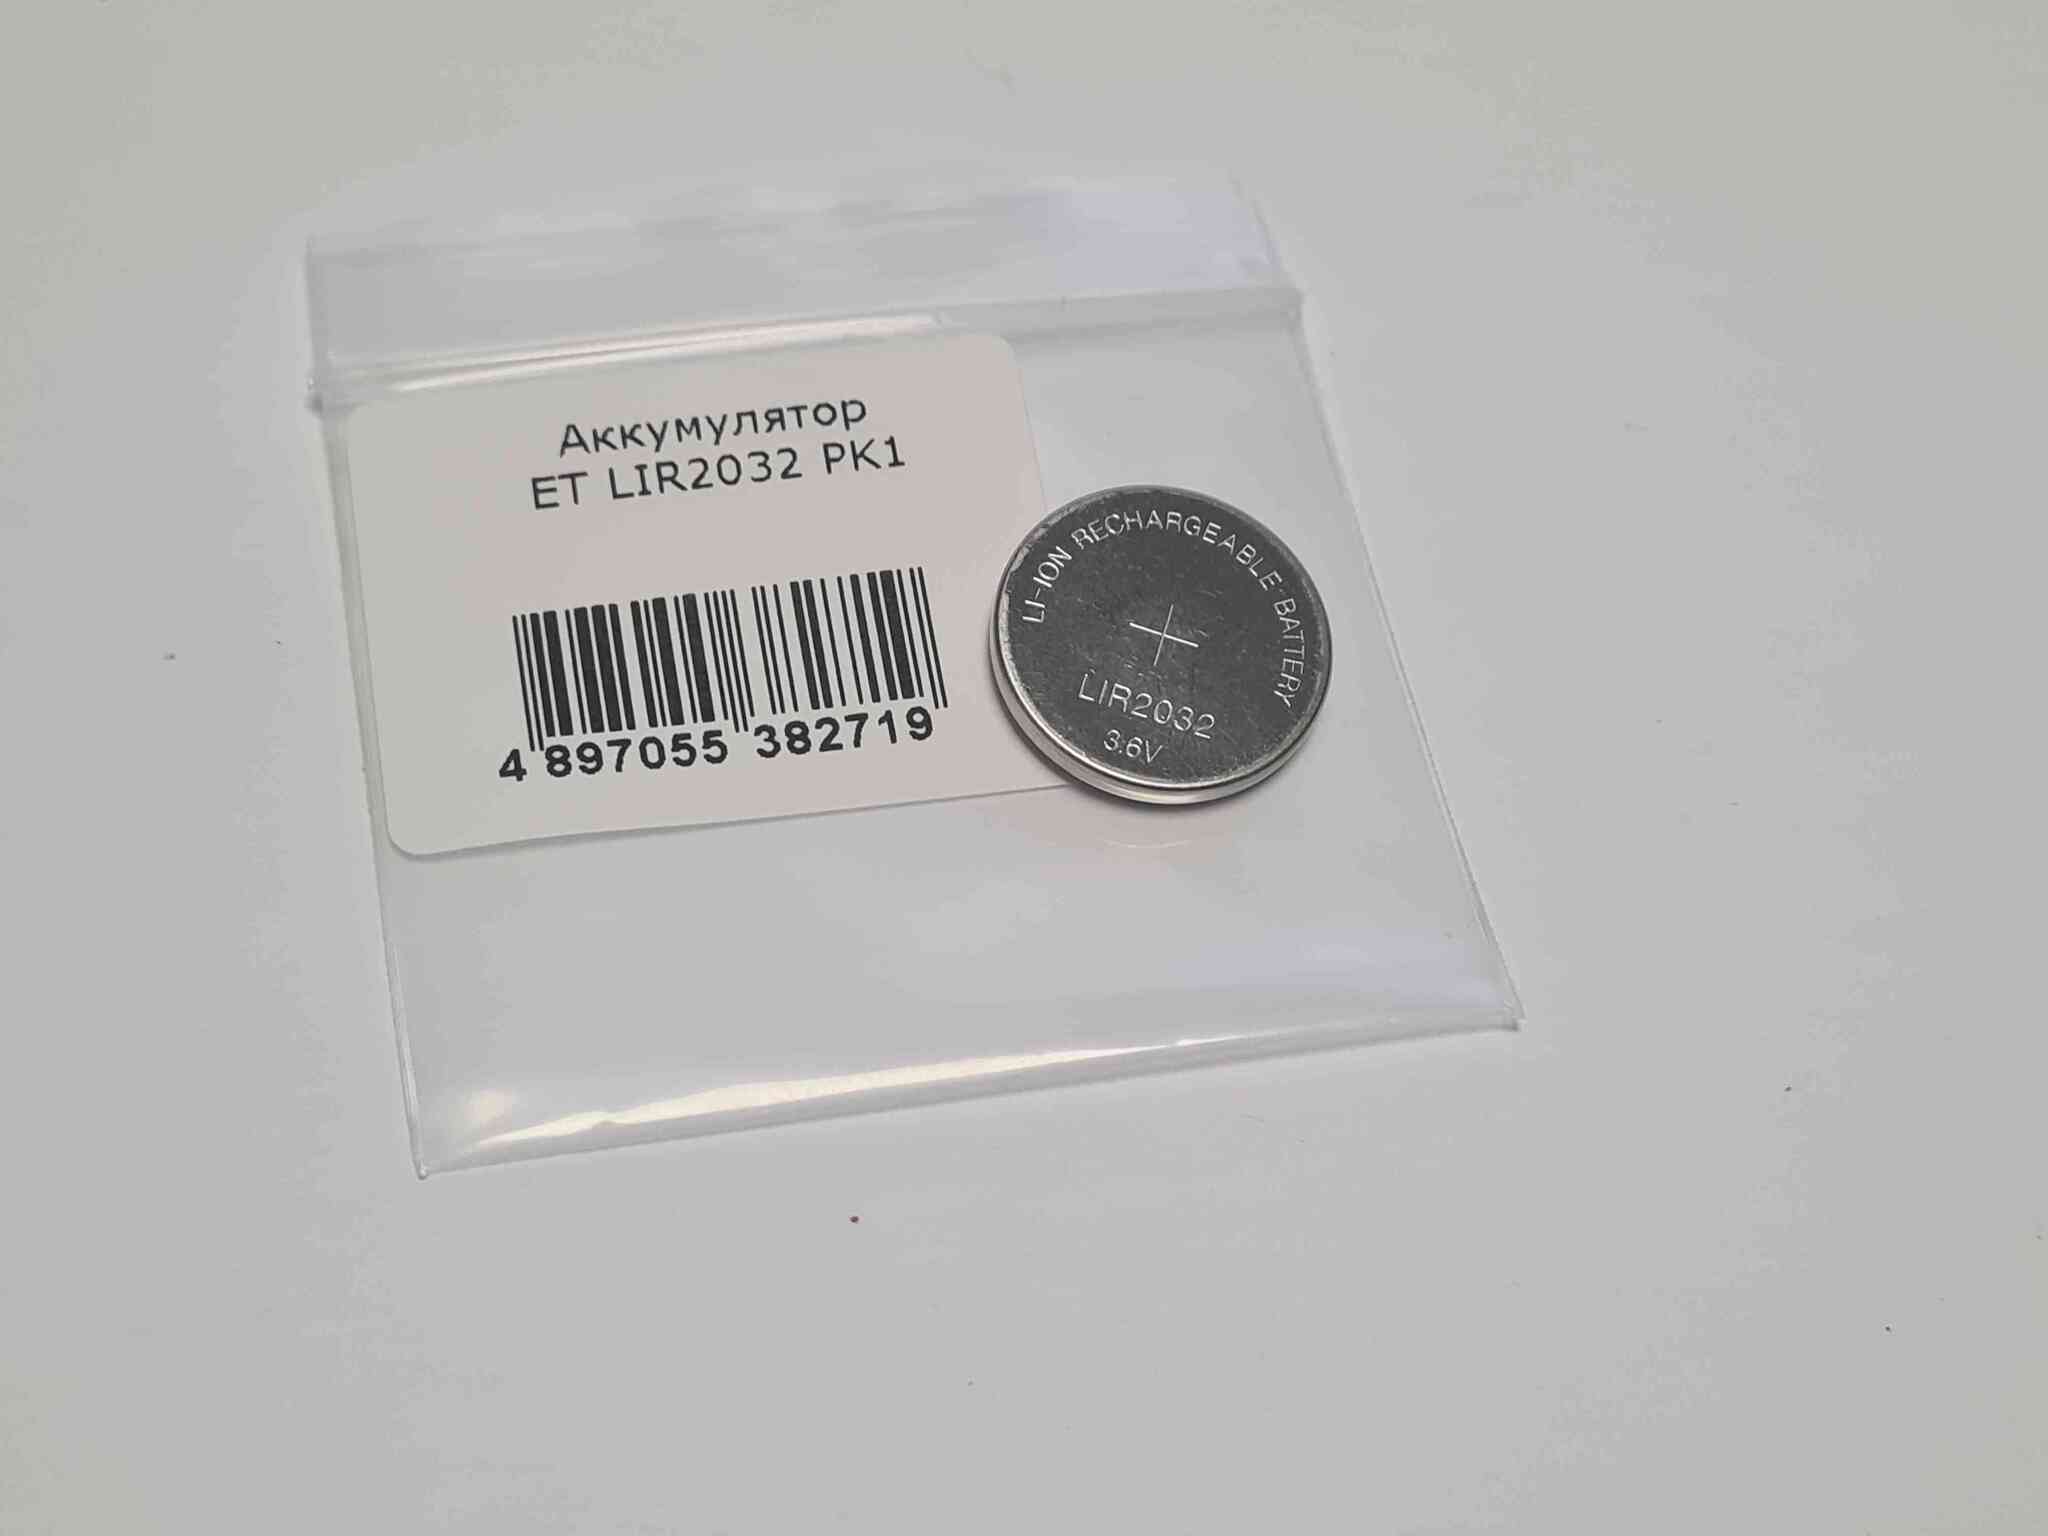 Аккумулятор
ET LIR2032 PK1
4 897055 382719
LI-ION RECHARGEABLE BATTERY
+
LIR2032
3.6V